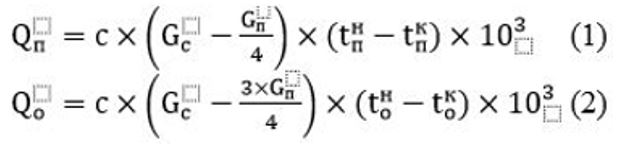 Qп□ = c × (Gс□ − Gп□/4) × (tпн − tпк) × 10³□ (1)
Qо□ = c × (Gс□ − 3×Gп□/4) × (tон − tок) × 10³□ (2)